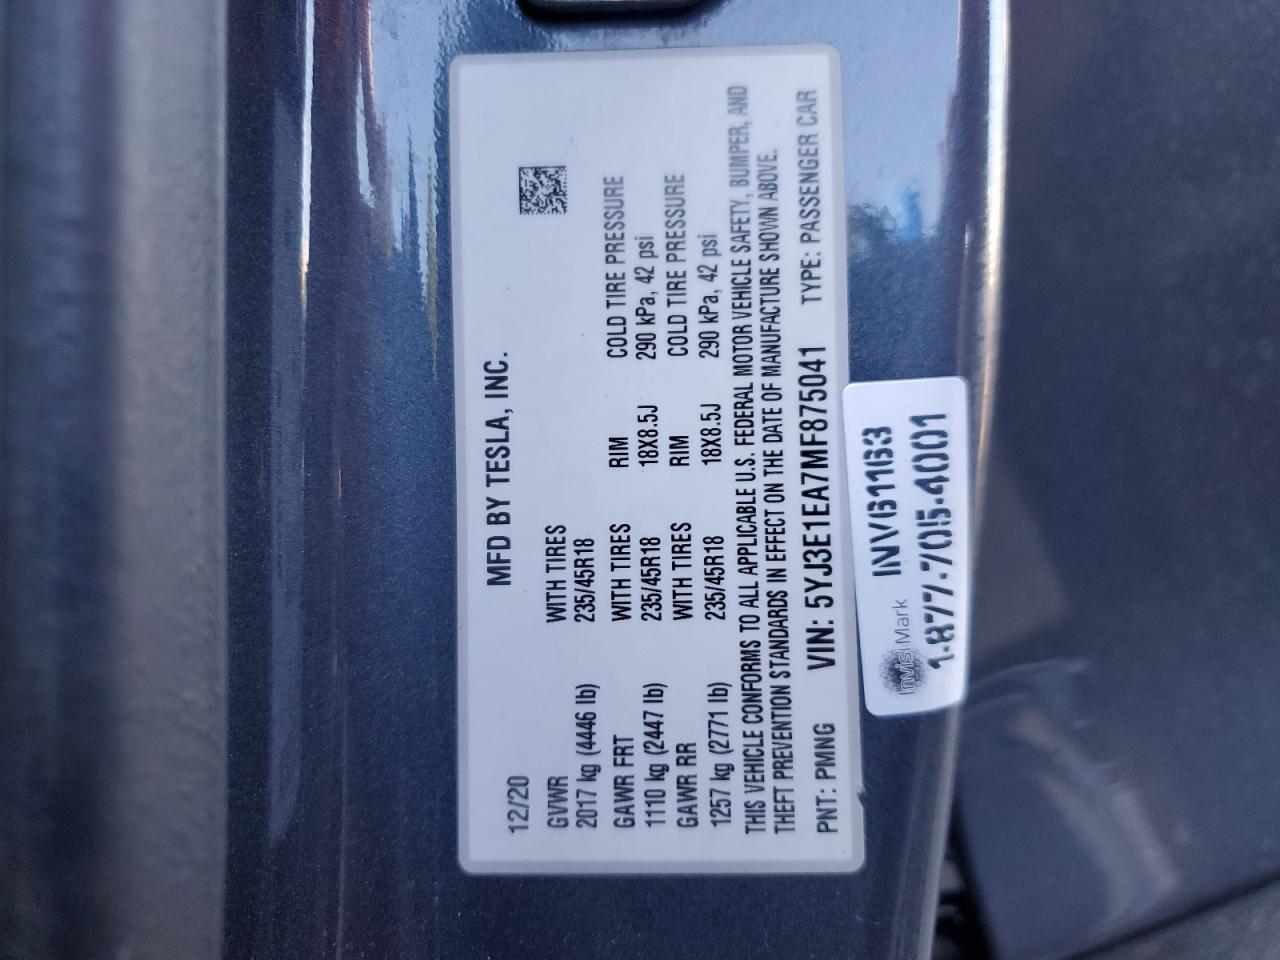 MFD BY TESLA, INC.
12/20
GVWR WITH TIRES
2017 kg (4446 lb) 235/45R18
GAWR FRT WITH TIRES RIM COLD TIRE PRESSURE
1110 kg (2447 lb) 235/45R18 18X8.5J 290 kPa, 42 psi
GAWR RR WITH TIRES RIM COLD TIRE PRESSURE
1257 kg (2771 lb) 235/45R18 18X8.5J 290 kPa, 42 psi
THIS VEHICLE CONFORMS TO ALL APPLICABLE U.S. FEDERAL MOTOR VEHICLE SAFETY, BUMPER, AND
THEFT PREVENTION STANDARDS IN EFFECT ON THE DATE OF MANUFACTURE SHOWN ABOVE.
PNT: PMNG VIN: 5YJ3E1EA7MF875041 TYPE: PASSENGER CAR
InvisiMark INV61163
1-877-705-4001